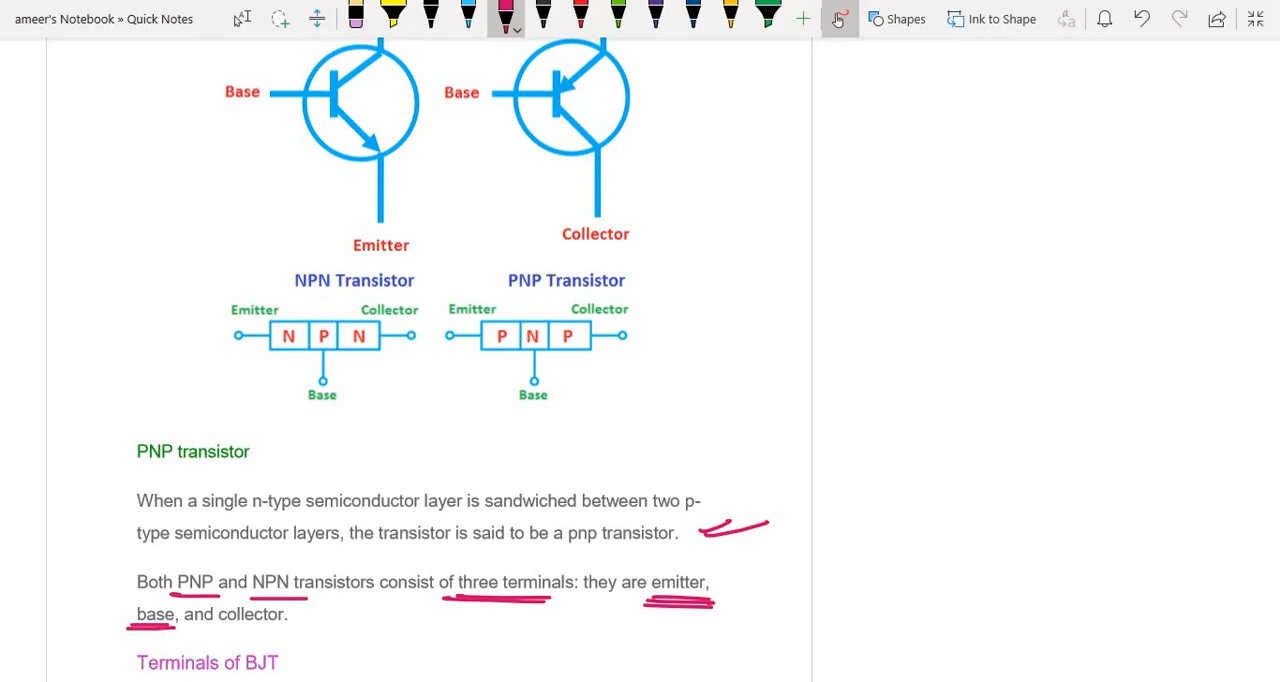 ameer's Notebook » Quick Notes
Shapes
Ink to Shape
Base
Base
Emitter
Collector
NPN Transistor
PNP Transistor
Emitter
Collector
Emitter
Collector
N P N
P N P
Base
Base
PNP transistor
When a single n-type semiconductor layer is sandwiched between two p-
type semiconductor layers, the transistor is said to be a pnp transistor.
Both PNP and NPN transistors consist of three terminals: they are emitter,
base, and collector.
Terminals of BJT